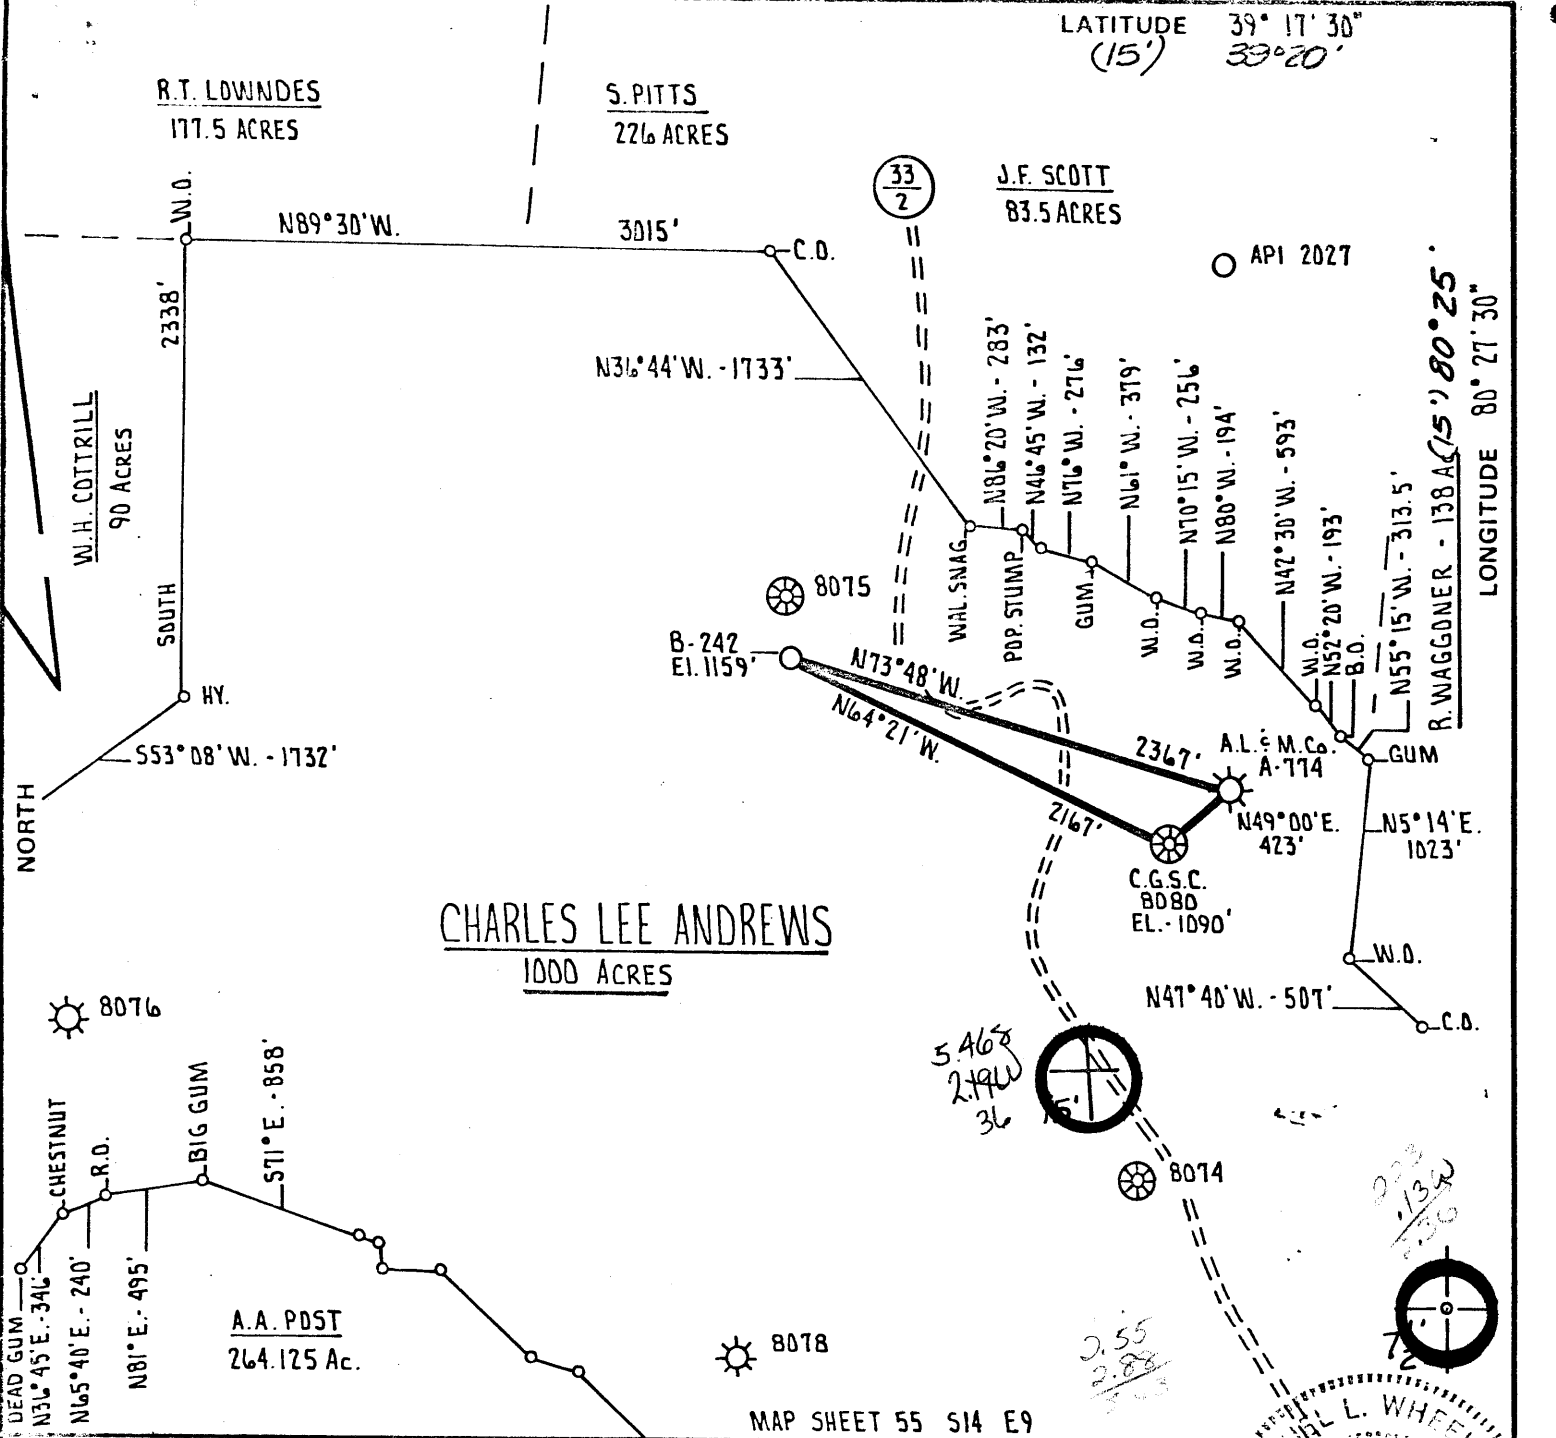 LATITUDE 39° 17' 30"
(15') 39°20'
R.T. LOWNDES
177.5 ACRES
S. PITTS
226 ACRES
33
2
J.F. SCOTT
83.5 ACRES
API 2027
W.O.
N89°30'W. 3015'
C.O.
2338'
SOUTH
W.H. COTTRILL
90 ACRES
N36°44'W. - 1733'
N86°20'W. - 283'
N46°45'W. - 132'
N76°W. - 276'
N61°W. - 379'
N70°15'W. - 256'
N80°W. - 194'
N42°30'W. - 593'
N52°20'W. - 193'
N55°15'W. - 313.5'
R. WAGGONER - 138 Ac
(15') 80°25'
LONGITUDE 80° 27' 30"
WAL. SNAG
POP. STUMP
GUM
W.O.
W.O.
W.O.
W.O.
B.O.
GUM
8075
B-242
El. 1159'
N73°48'W.
2367'
N64°21'W.
2167'
A.L. & M.Co.
A-774
N49°00'E.
423'
N5°14'E.
1023'
C.G.S.C.
8080
EL.-1090'
HY.
S53°08'W. - 1732'
NORTH
CHARLES LEE ANDREWS
1000 ACRES
W.O.
N47°40'W. - 507'
C.O.
8076
5.468
36
15'
8074
DEAD GUM
N36°45'E. - 346'
CHESTNUT
N65°40'E. - 240'
R.O.
N81°E. - 495'
BIG GUM
S71°E. - 858'
A.A. POST
264.125 Ac.
8078
2.88
7½'
MAP SHEET 55 S14 E9
L. WHEE